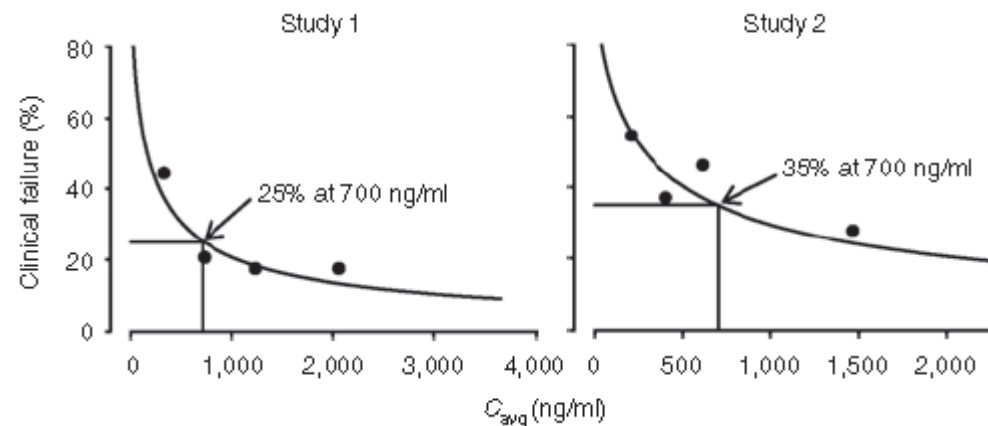 Study 1
Study 2
Clinical failure (%)
80
60
40
20
0
25% at 700 ng/ml
35% at 700 ng/ml
0 1,000 2,000 3,000 4,000
0 500 1,000 1,500 2,000
Cavg (ng/ml)